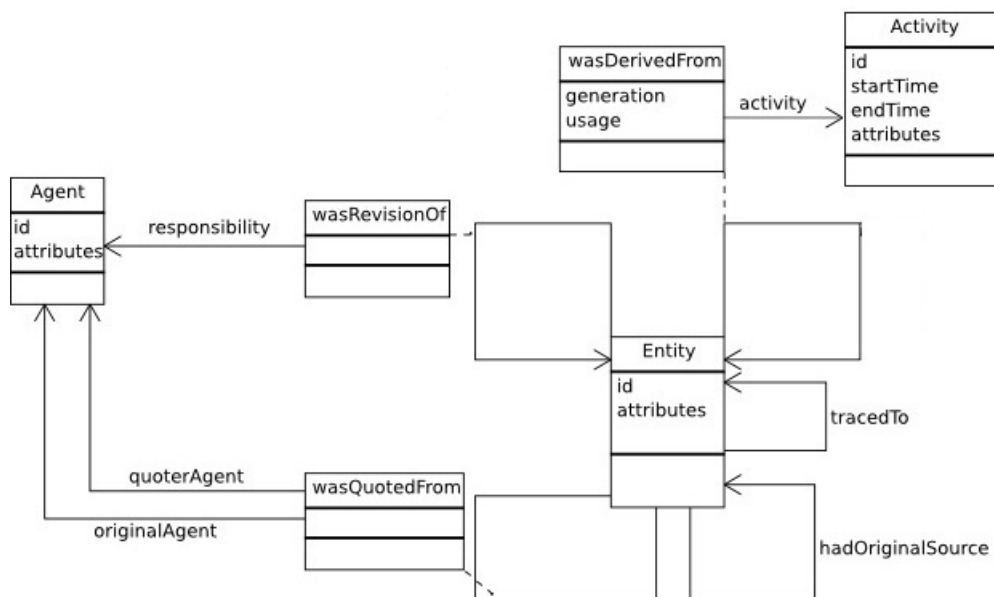 Activity
wasDerivedFrom
id
startTime
endTime
attributes
generation
usage
activity
Agent
id
attributes
responsibility
wasRevisionOf
Entity
id
attributes
tracedTo
quoterAgent
originalAgent
wasQuotedFrom
hadOriginalSource